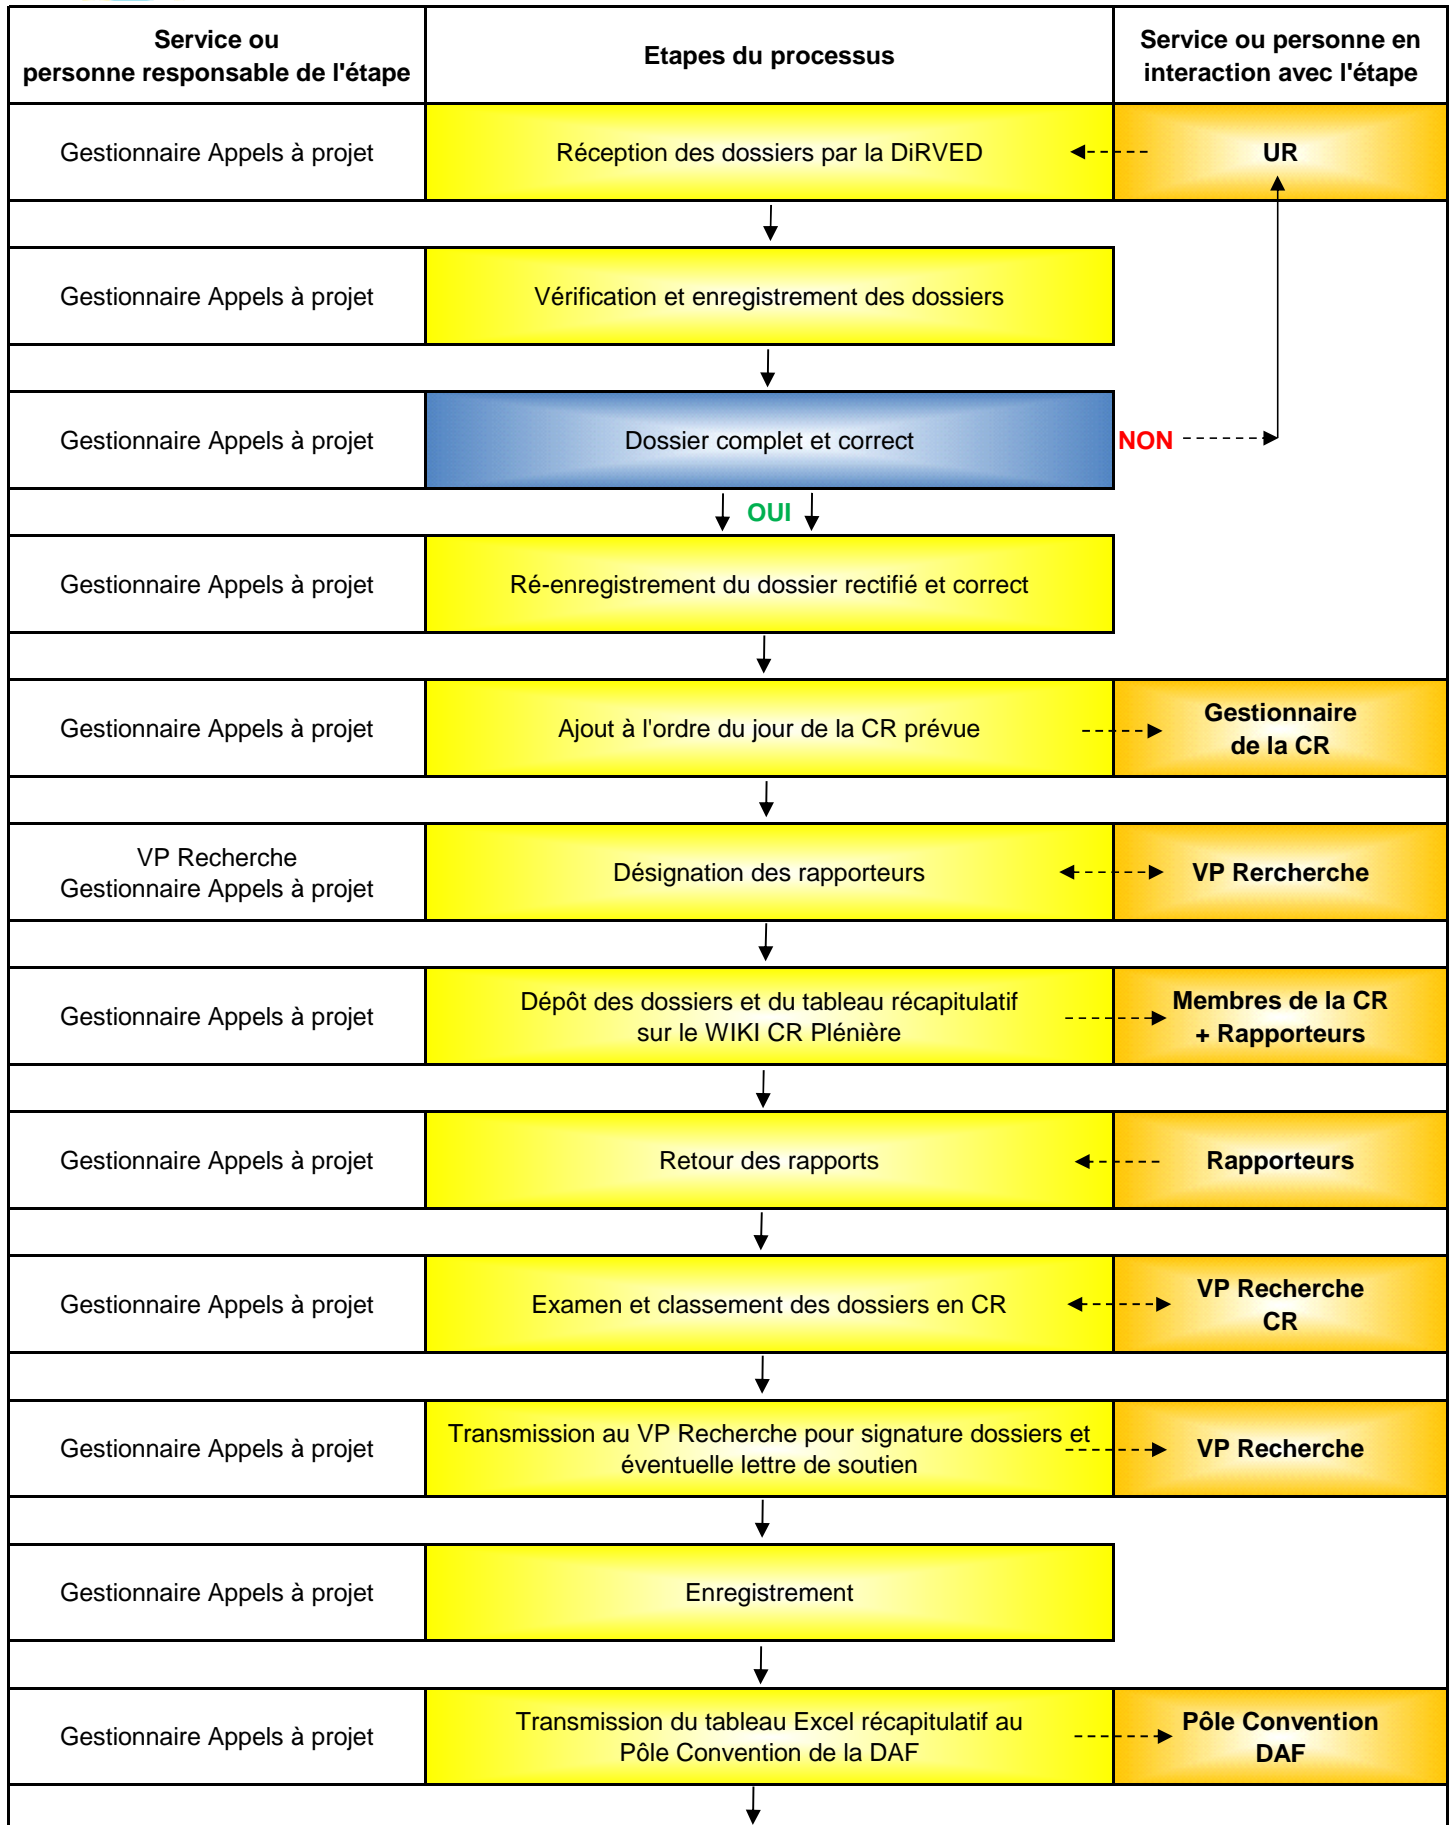 Service ou
personne responsable de l'étape
Etapes du processus
Service ou personne en
interaction avec l'étape
Gestionnaire Appels à projet
Réception des dossiers par la DiRVED
UR
Gestionnaire Appels à projet
Vérification et enregistrement des dossiers
Gestionnaire Appels à projet
Dossier complet et correct
NON
OUI
Gestionnaire Appels à projet
Ré-enregistrement du dossier rectifié et correct
Gestionnaire Appels à projet
Ajout à l'ordre du jour de la CR prévue
Gestionnaire
de la CR
VP Recherche
Gestionnaire Appels à projet
Désignation des rapporteurs
VP Rercherche
Gestionnaire Appels à projet
Dépôt des dossiers et du tableau récapitulatif
sur le WIKI CR Plénière
Membres de la CR
+ Rapporteurs
Gestionnaire Appels à projet
Retour des rapports
Rapporteurs
Gestionnaire Appels à projet
Examen et classement des dossiers en CR
VP Recherche
CR
Gestionnaire Appels à projet
Transmission au VP Recherche pour signature dossiers et
éventuelle lettre de soutien
VP Recherche
Gestionnaire Appels à projet
Enregistrement
Gestionnaire Appels à projet
Transmission du tableau Excel récapitulatif au
Pôle Convention de la DAF
Pôle Convention
DAF